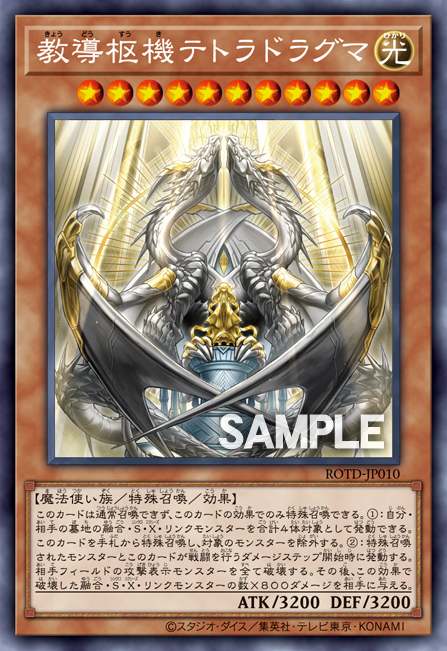 教導枢機テトラドラグマ
光
SAMPLE
ROTD-JP010
【魔法使い族／特殊召喚／効果】
このカードは通常召喚できず、このカードの効果でのみ特殊召喚できる。①：自分・
相手の墓地の融合・S・X・リンクモンスターを合計４体対象として発動できる。
このカードを手札から特殊召喚し、対象のモンスターを除外する。②：特殊召喚
されたモンスターとこのカードが戦闘を行うダメージステップ開始時に発動する。
相手フィールドの攻撃表示モンスターを全て破壊する。その後、この効果で
破壊した融合・S・X・リンクモンスターの数×８００ダメージを相手に与える。
ATK/3200 DEF/3200
©スタジオ・ダイス／集英社・テレビ東京・KONAMI